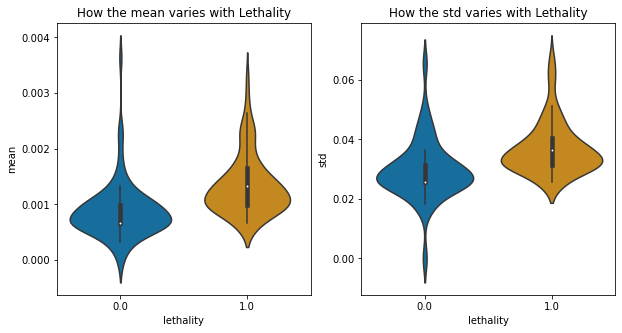 How the mean varies with Lethality
0.004
0.003
0.002
0.001
0.000
mean
0.0
1.0
lethality
How the std varies with Lethality
0.06
0.04
0.02
0.00
std
0.0
1.0
lethality